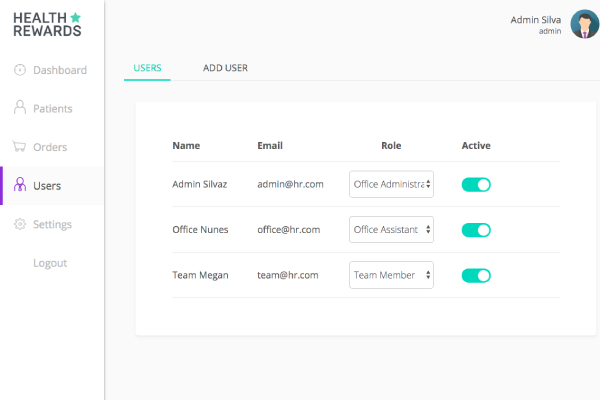 HEALTH
REWARDS
Admin Silva
admin
Dashboard
Patients
Orders
Users
Settings
Logout
USERS ADD USER
Name Email Role Active
Admin Silvaz admin@hr.com Office Administra
Office Nunes office@hr.com Office Assistant
Team Megan team@hr.com Team Member